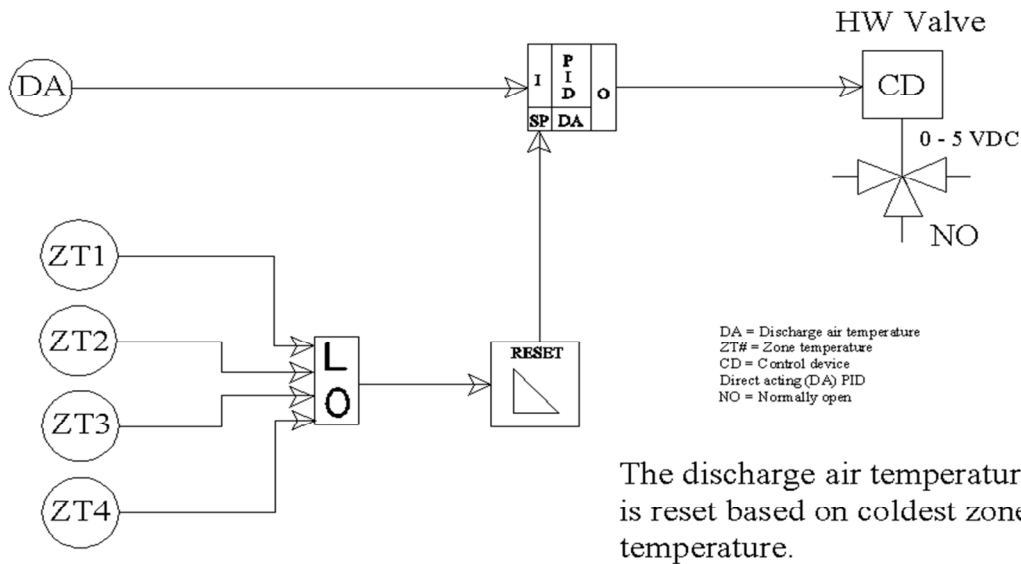 HW Valve
DA
I
PID
O
SP
DA
CD
0 - 5 VDC
NO
ZT1
ZT2
ZT3
ZT4
LO
RESET
DA = Discharge air temperature
ZT# = Zone temperature
CD = Control device
Direct acting (DA) PID
NO = Normally open
The discharge air temperatur
is reset based on coldest zone
temperature.